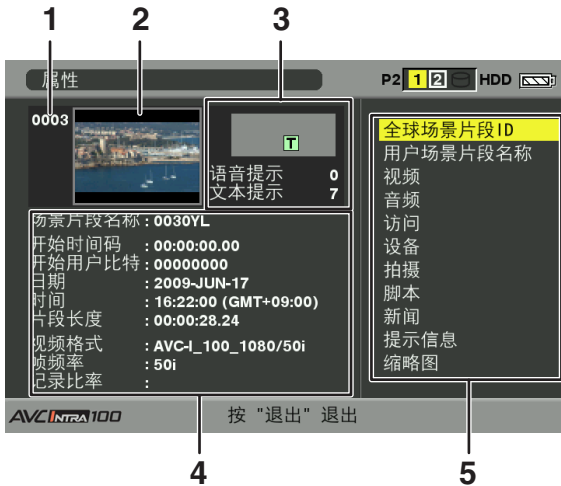 1 2 3
属性
P2 1 2 HDD
0003
T
语音提示 0
文本提示 7
场景片段名称 : 0030YL
开始时间码 : 00:00:00.00
开始用户比特 : 00000000
日期 : 2009-JUN-17
时间 : 16:22:00 (GMT+09:00)
片段长度 : 00:00:28.24
视频格式 : AVC-I_100_1080/50i
帧频率 : 50i
记录比率 :
全球场景片段ID
用户场景片段名称
视频
音频
访问
设备
拍摄
脚本
新闻
提示信息
缩略图
AVC INTRA 100
按 "退出" 退出
4 5